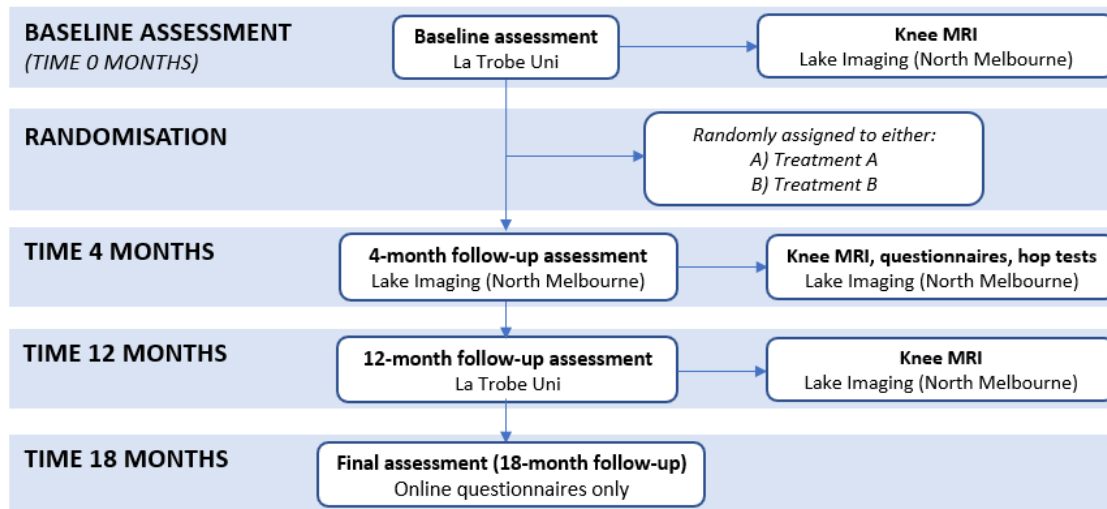 BASELINE ASSESSMENT
(TIME 0 MONTHS)
Baseline assessment
La Trobe Uni
Knee MRI
Lake Imaging (North Melbourne)
RANDOMISATION
Randomly assigned to either:
A) Treatment A
B) Treatment B
TIME 4 MONTHS
4-month follow-up assessment
Lake Imaging (North Melbourne)
Knee MRI, questionnaires, hop tests
Lake Imaging (North Melbourne)
TIME 12 MONTHS
12-month follow-up assessment
La Trobe Uni
Knee MRI
Lake Imaging (North Melbourne)
TIME 18 MONTHS
Final assessment (18-month follow-up)
Online questionnaires only